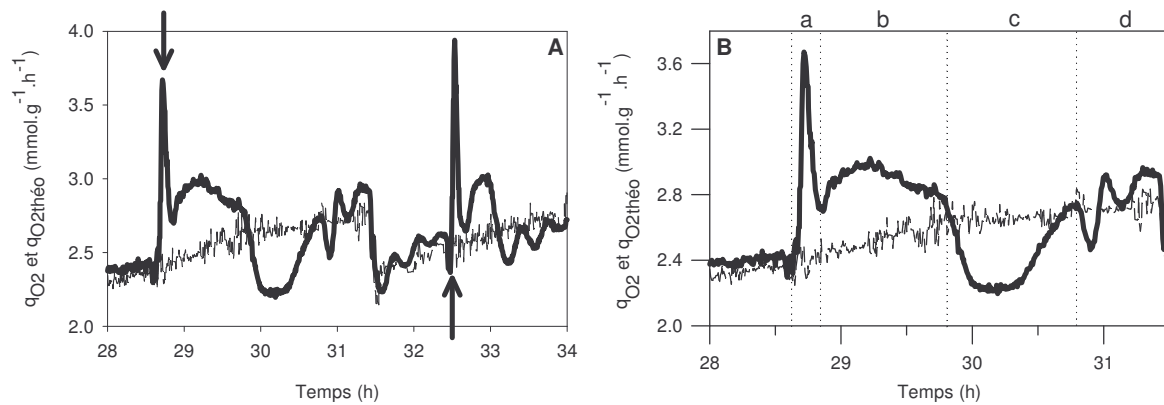 A
4.0
3.5
3.0
2.5
2.0
qO2 et qO2théo (mmol.g-1.h-1)
28 29 30 31 32 33 34
Temps (h)
a b c d
B
3.6
3.2
2.8
2.4
2.0
qO2 et qO2théo (mmol.g-1.h-1)
28 29 30 31
Temps (h)